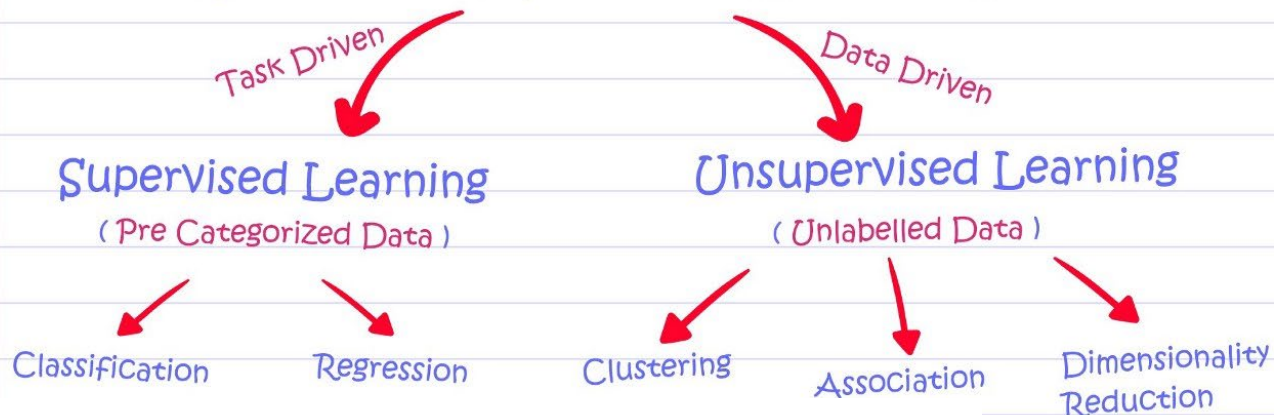 Task Driven
Data Driven
Supervised Learning
Unsupervised Learning
( Pre Categorized Data )
( Unlabelled Data )
Classification
Regression
Clustering
Association
Dimensionality
Reduction